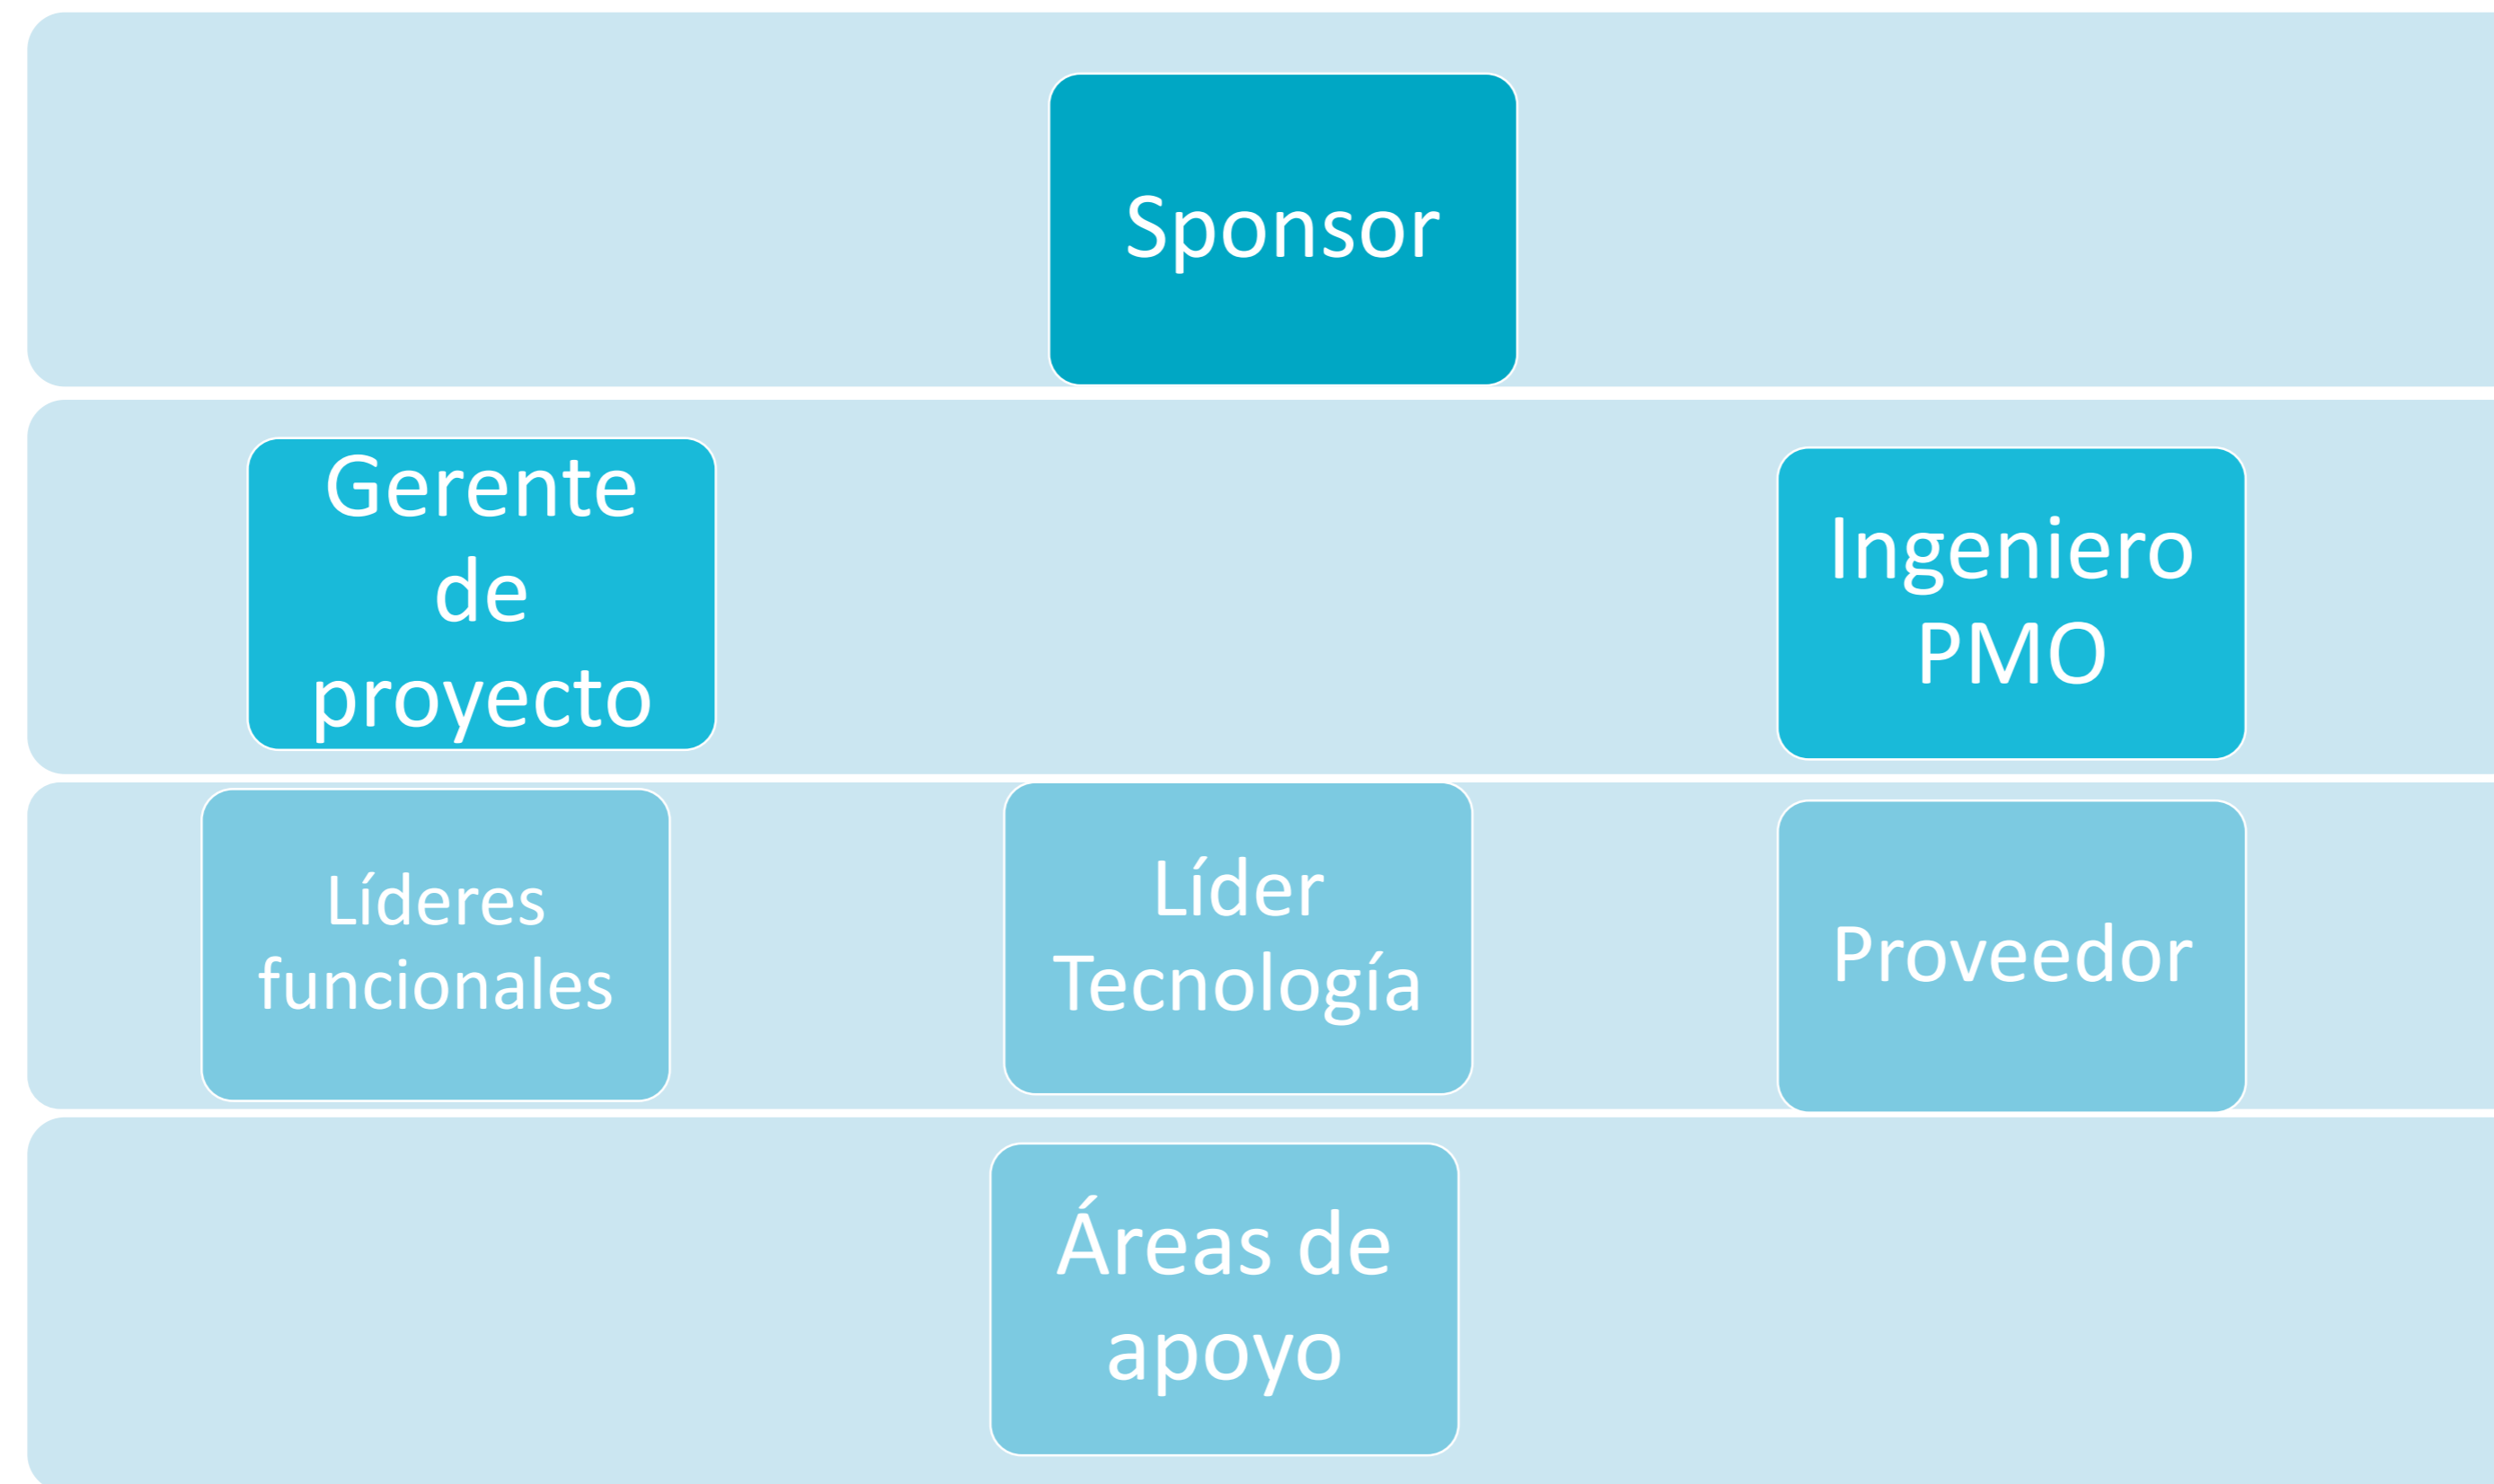 Sponsor
Gerente
de
proyecto
Ingeniero
PMO
Líderes
funcionales
Líder
Tecnología
Proveedor
Áreas de
apoyo